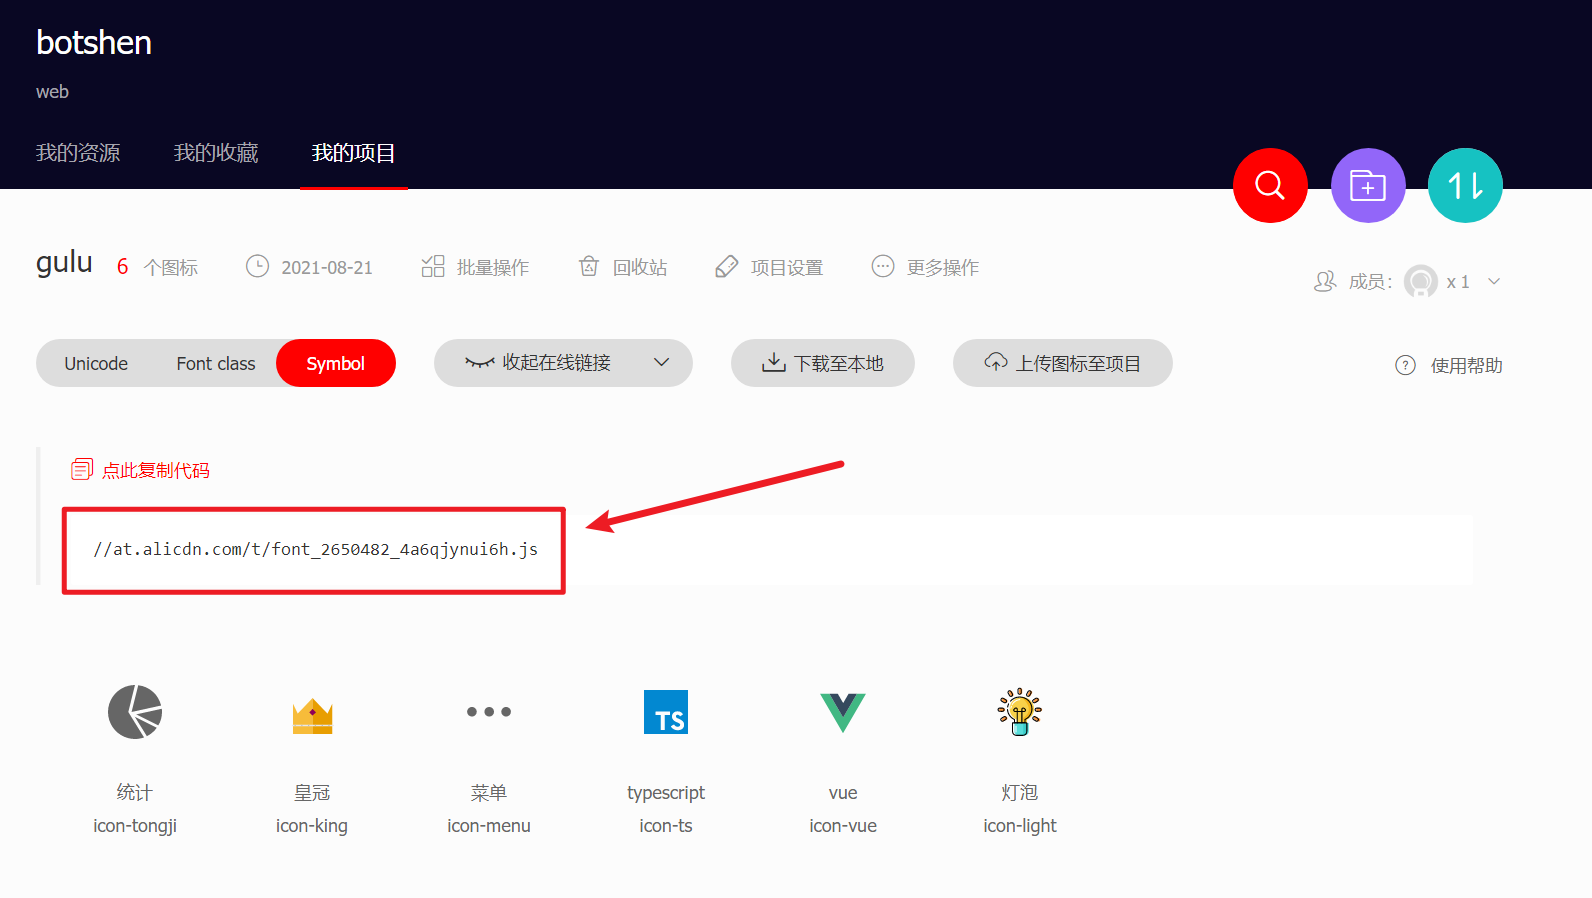 botshen
web
我的资源 我的收藏 我的项目
gulu 6 个图标 2021-08-21 批量操作 回收站 项目设置 更多操作
成员: x 1
Unicode Font class Symbol 收起在线链接 下载至本地 上传图标至项目 使用帮助
点此复制代码
//at.alicdn.com/t/font_2650482_4a6qjynui6h.js
TS
统计 皇冠 菜单 typescript vue 灯泡
icon-tongji icon-king icon-menu icon-ts icon-vue icon-light